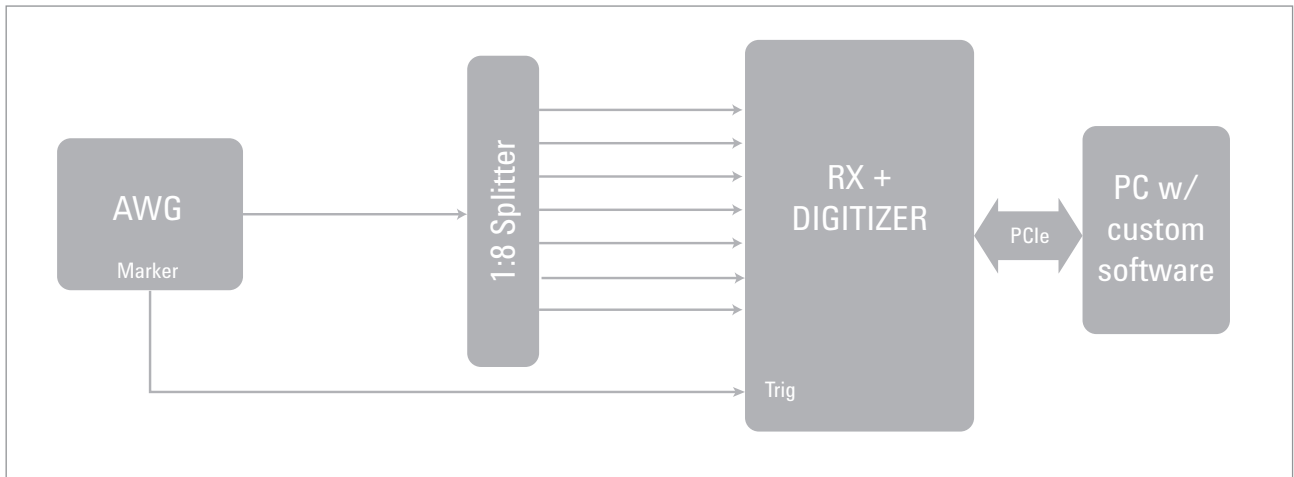 AWG
Marker
1:8 Splitter
RX +
DIGITIZER
Trig
PCIe
PC w/
custom
software